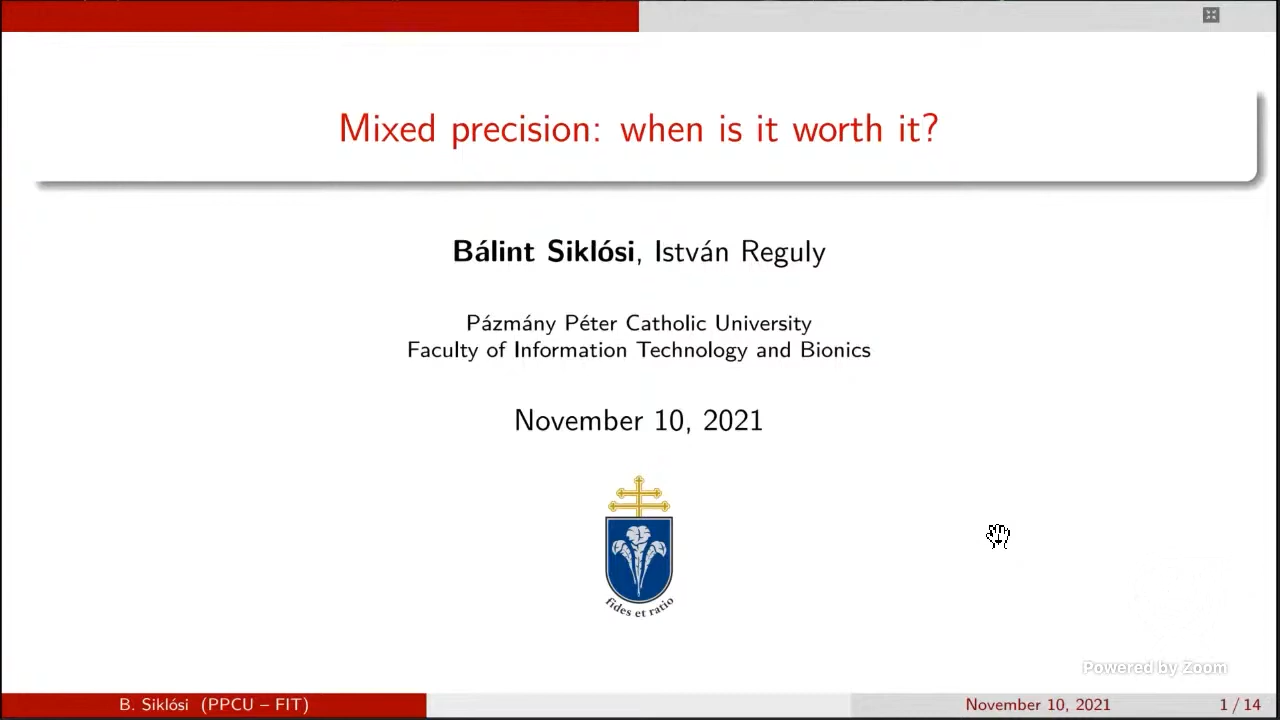 Mixed precision: when is it worth it?
Bálint Siklósi, István Reguly
Pázmány Péter Catholic University
Faculty of Information Technology and Bionics
November 10, 2021
fides et ratio
Powered by Zoom
B. Siklósi (PPCU – FIT)
November 10, 2021
1 / 14